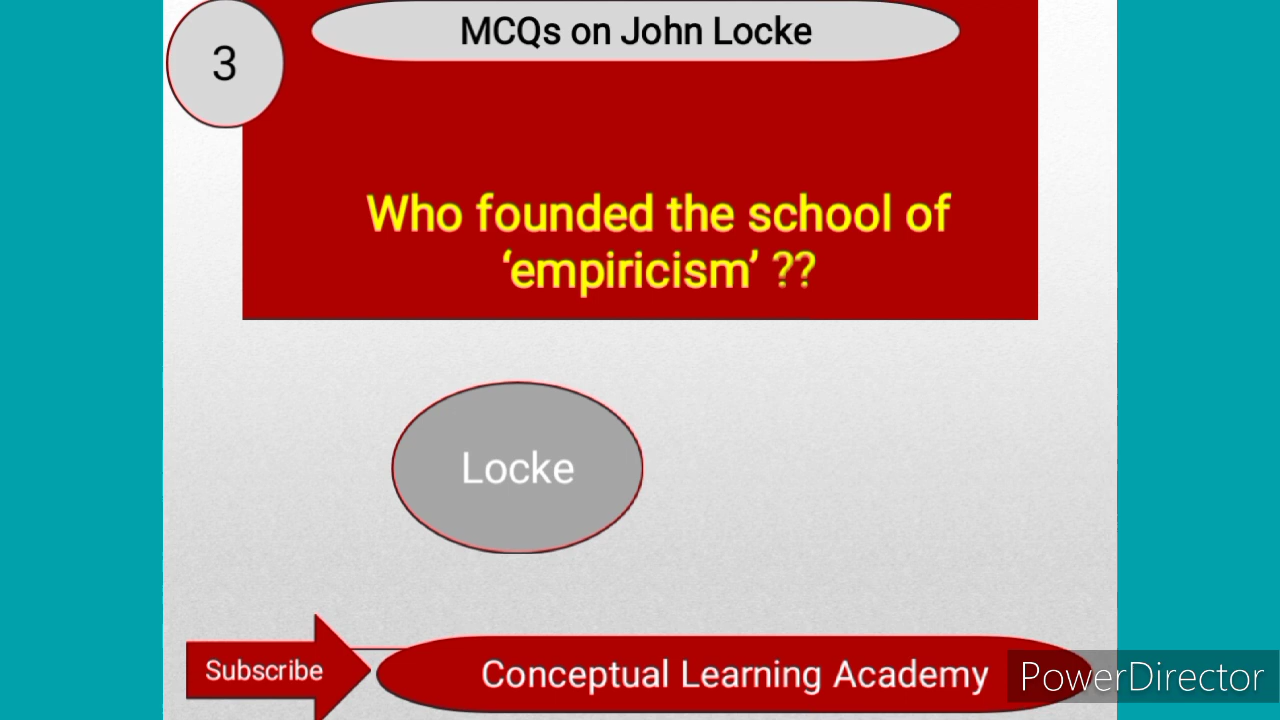 3
MCQs on John Locke
Who founded the school of
‘empiricism’ ??
Locke
Subscribe
Conceptual Learning Academy
PowerDirector